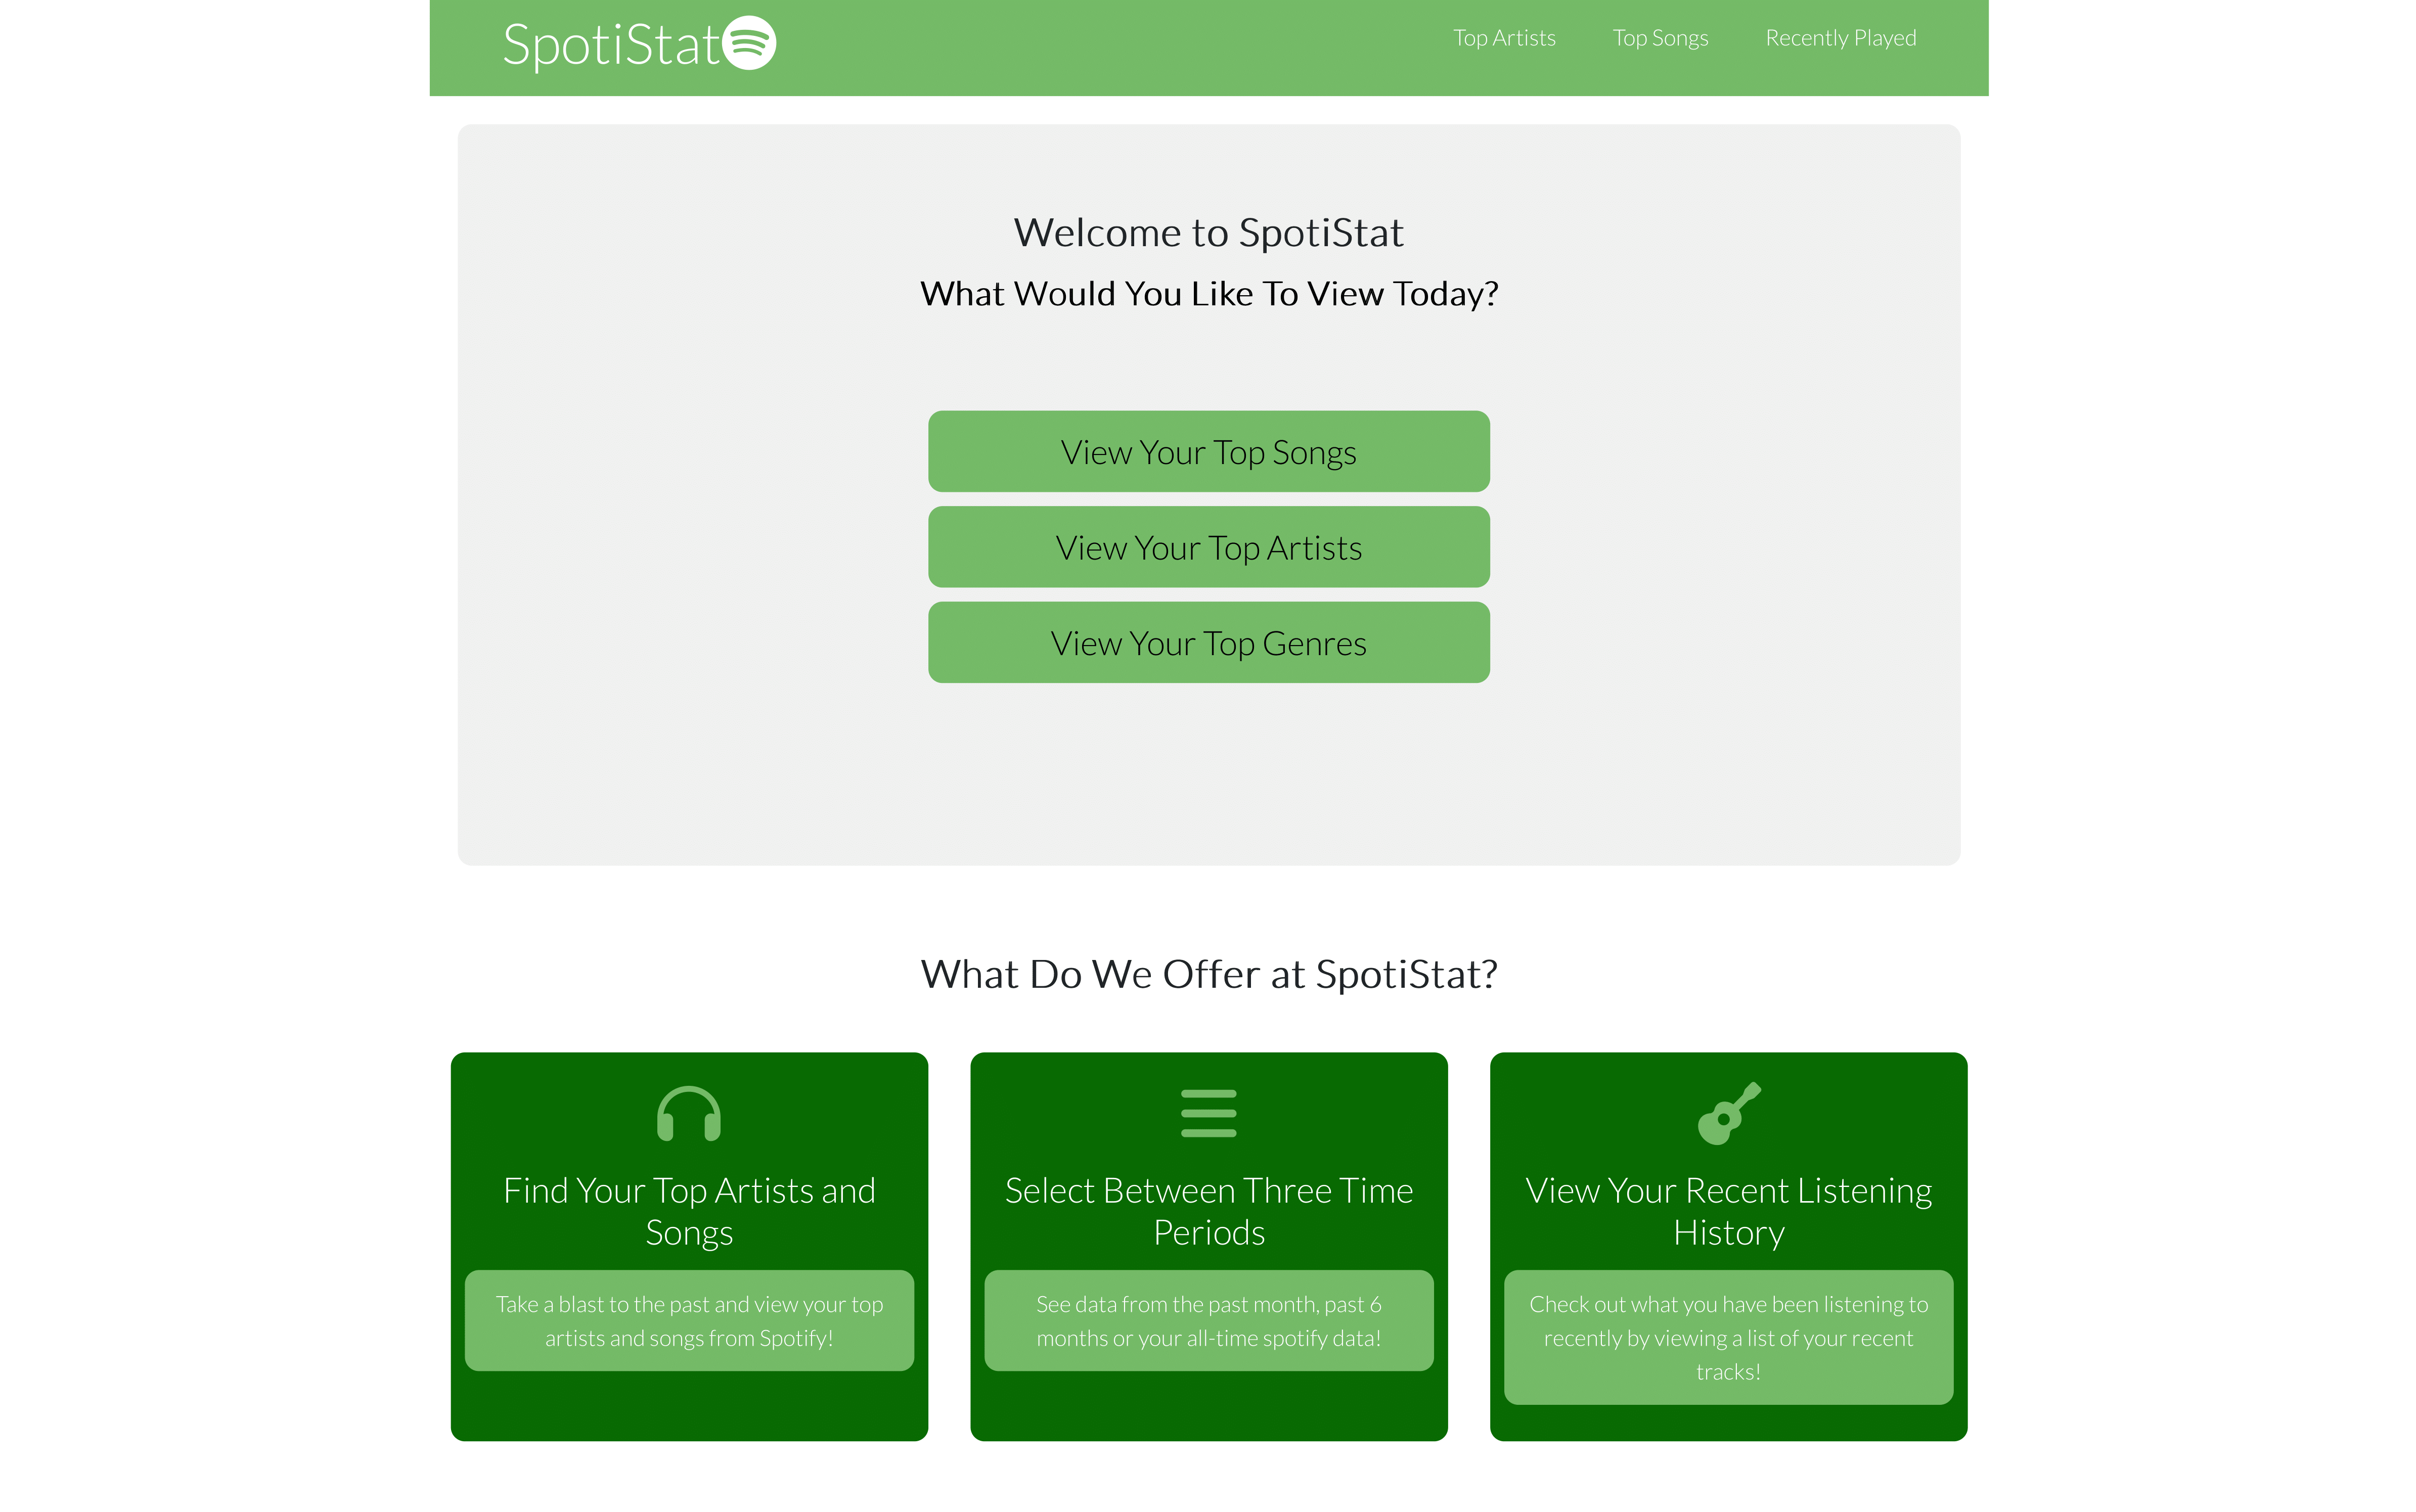 SpotiStat
Top Artists
Top Songs
Recently Played
Welcome to SpotiStat
What Would You Like To View Today?
View Your Top Songs
View Your Top Artists
View Your Top Genres
What Do We Offer at SpotiStat?
Find Your Top Artists and
Songs
Take a blast to the past and view your top
artists and songs from Spotify!
Select Between Three Time
Periods
See data from the past month, past 6
months or your all-time spotify data!
View Your Recent Listening
History
Check out what you have been listening to
recently by viewing a list of your recent
tracks!